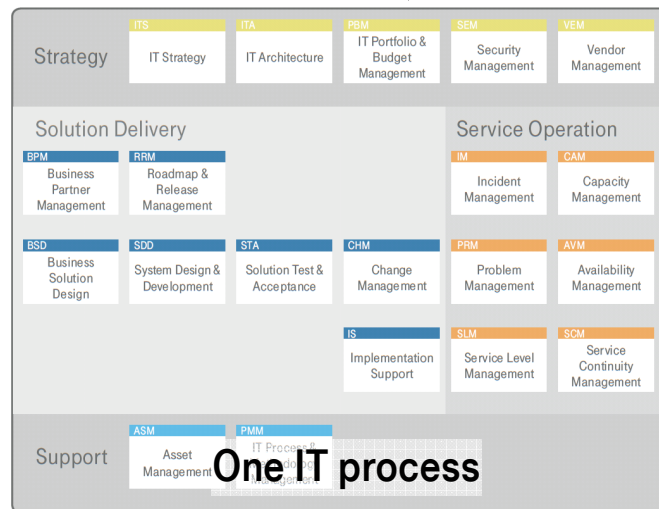 ITS
ITA
PBM
SEM
VEM
Strategy
IT Strategy
IT Architecture
IT Portfolio &
Budget
Management
Security
Management
Vendor
Management
Solution Delivery
Service Operation
BPM
RRM
IM
CAM
Business
Partner
Management
Roadmap &
Release
Management
Incident
Management
Capacity
Management
BSD
SDD
STA
CHM
PRM
AVM
Business
Solution
Design
System Design &
Development
Solution Test &
Acceptance
Change
Management
Problem
Management
Availability
Management
IS
SLM
SCM
Implementation
Support
Service Level
Management
Service
Continuity
Management
ASM
PMM
Support
Asset
Management
IT Process &
Methodology
Management
One IT process